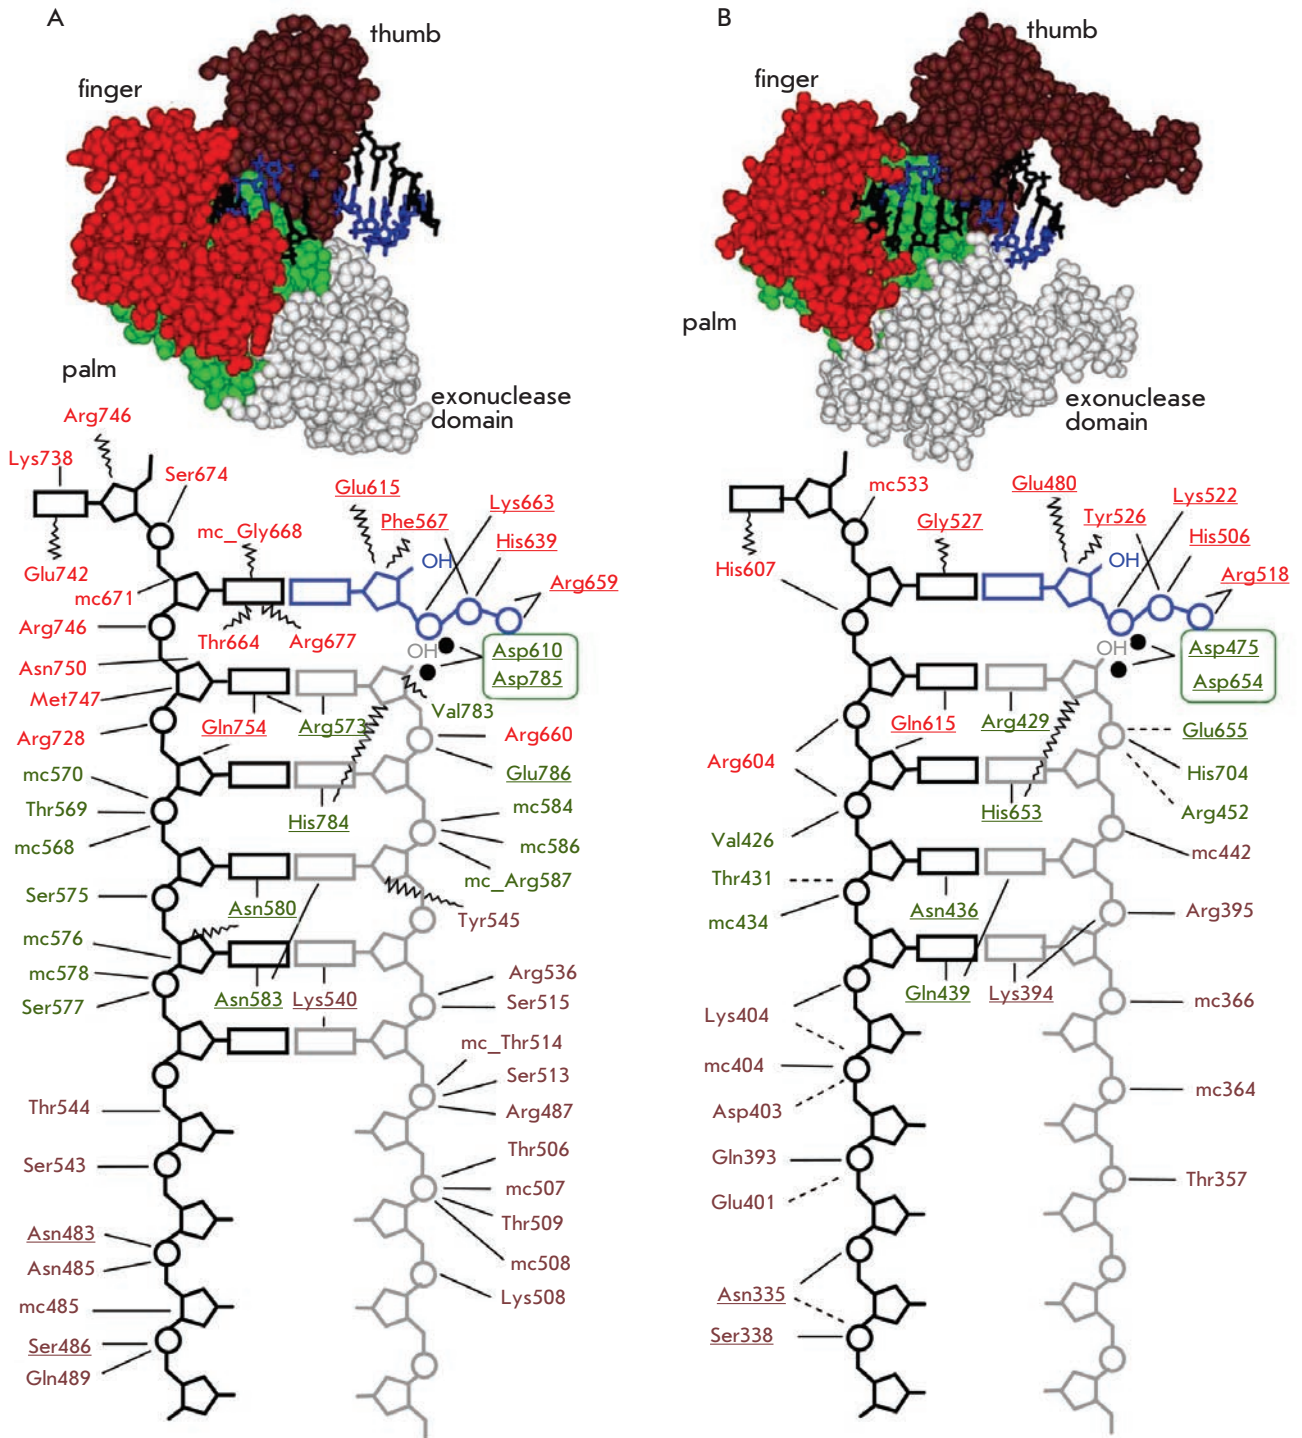 A
thumb
finger
palm
exonuclease
domain
Arg746
Lys738
Ser674
Glu615
Lys663
mc_Gly668
Phe567
His639
OH
Glu742
mc671
Arg659
Arg746
Thr664
Arg677
OH
Asp610
Asn750
Asp785
Met747
Gln754
Arg573
Val783
Arg728
Arg660
mc570
Glu786
Thr569
His784
mc584
mc568
mc586
mc_Arg587
Ser575
Asn580
Tyr545
mc576
mc578
Arg536
Ser577
Asn583
Lys540
Ser515
mc_Thr514
Ser513
Thr544
Arg487
Thr506
Ser543
mc507
Thr509
Asn483
mc508
Asn485
Lys508
mc485
Ser486
Gln489
B
thumb
finger
palm
exonuclease
domain
mc533
Glu480
Lys522
Gly527
Tyr526
His506
OH
His607
Arg518
OH
Asp475
Asp654
Gln615
Arg429
Glu655
Arg604
His704
His653
Arg452
Val426
mc442
Thr431
mc434
Asn436
Arg395
Gln439
Lys394
mc366
Lys404
mc404
mc364
Asp403
Gln393
Thr357
Glu401
Asn335
Ser338